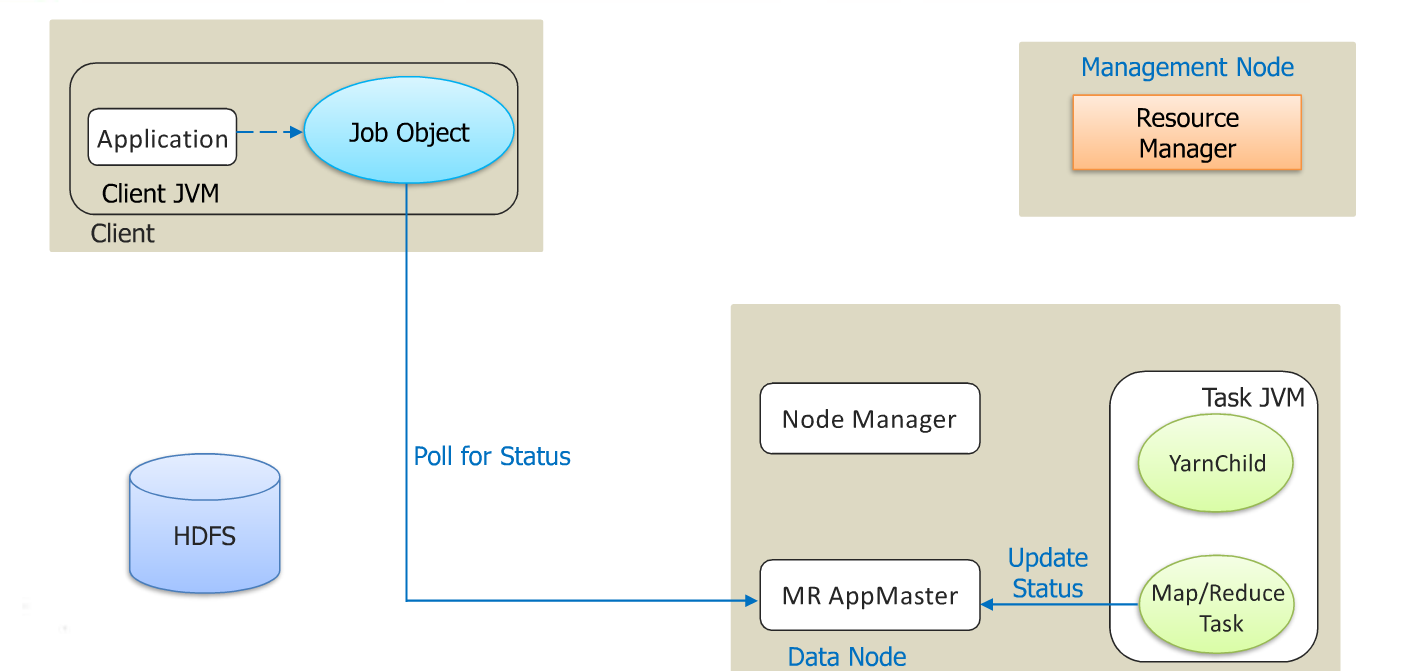 Management Node
Resource
Manager
Job Object
Application
Client JVM
Client
Task JVM
Node Manager
YarnChild
Poll for Status
HDFS
Update
Status
MR AppMaster
Map/Reduce
Task
Data Node